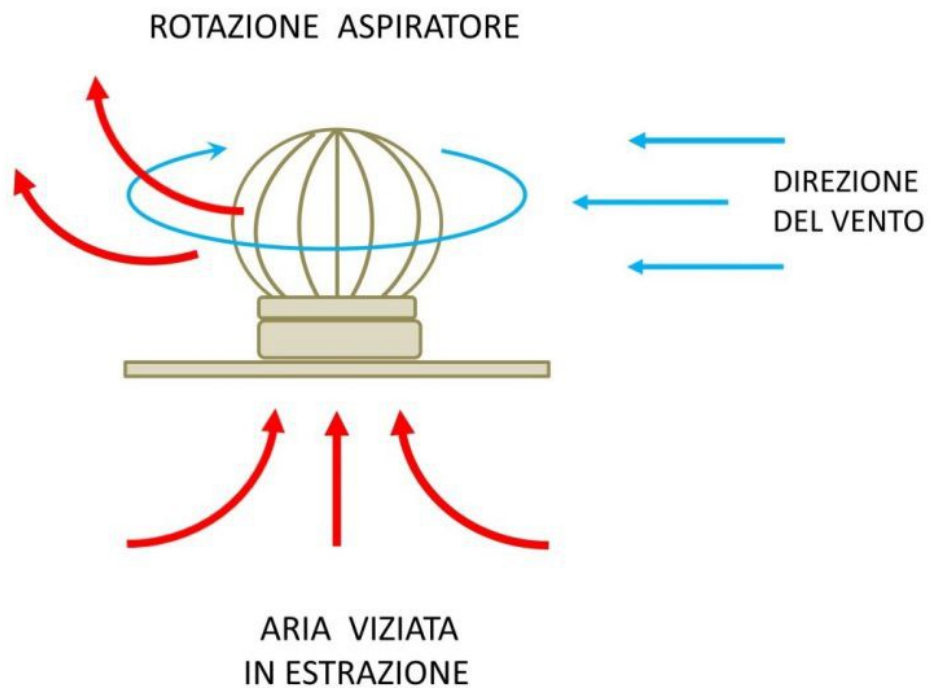 ROTAZIONE ASPIRATORE
DIREZIONE
DEL VENTO
ARIA VIZIATA
IN ESTRAZIONE